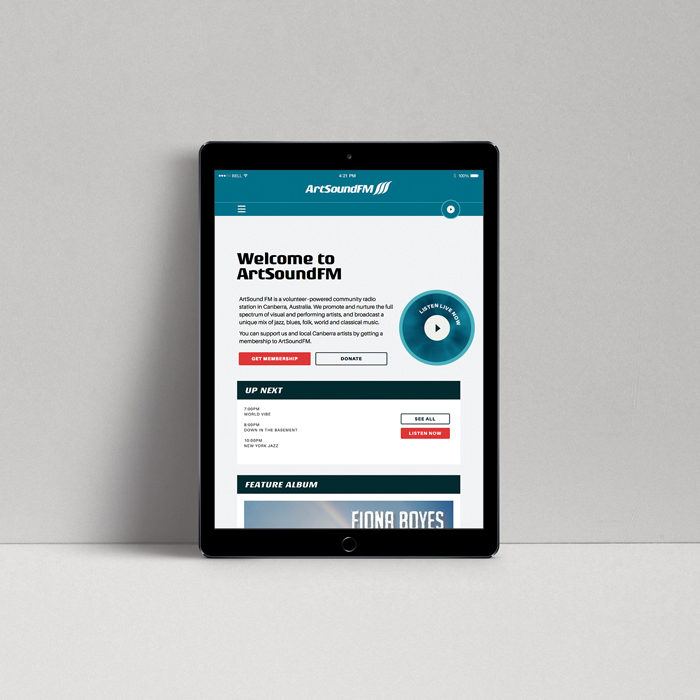 BELL
4:21 PM
100%
ArtSoundFM
Welcome to
ArtSoundFM
ArtSound FM is a volunteer-powered community radio
station in Canberra, Australia. We promote and nurture the full
spectrum of visual and performing artists, and broadcast a
unique mix of jazz, blues, folk, world and classical music.
You can support us and local Canberra artists by getting a
membership to ArtSoundFM.
LISTEN LIVE NOW
GET MEMBERSHIP
DONATE
UP NEXT
7:00PM
WORLD VIBE
8:00PM
DOWN IN THE BASEMENT
10:00PM
NEW YORK JAZZ
SEE ALL
LISTEN NOW
FEATURE ALBUM
FIONA BOYES